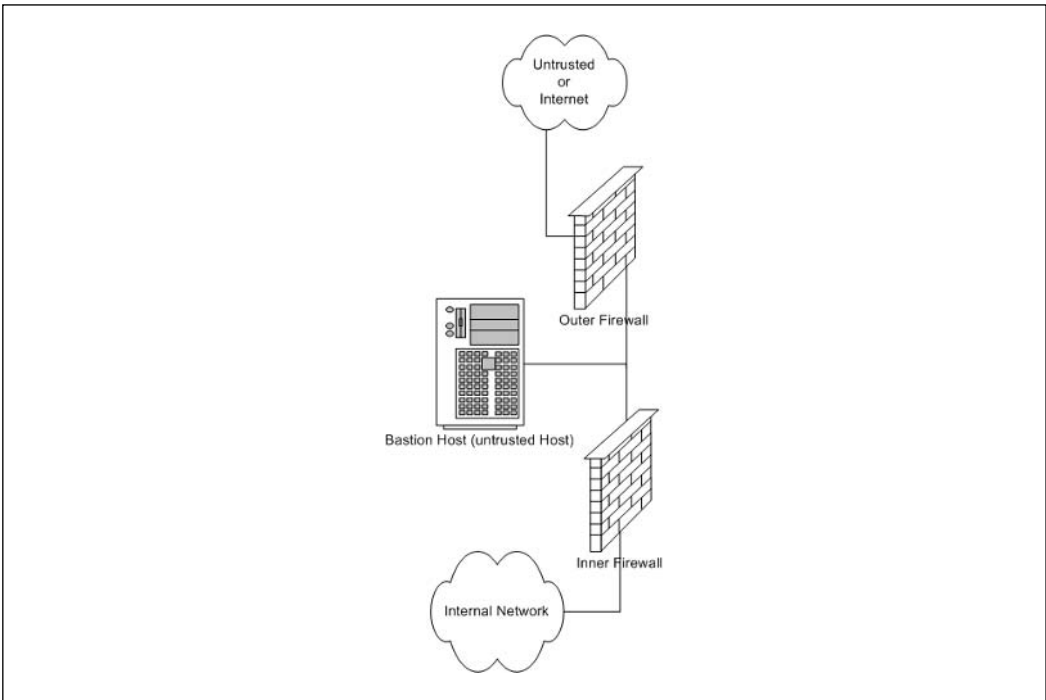 Untrusted
or
Internet
Outer Firewall
Bastion Host (untrusted Host)
Inner Firewall
Internal Network